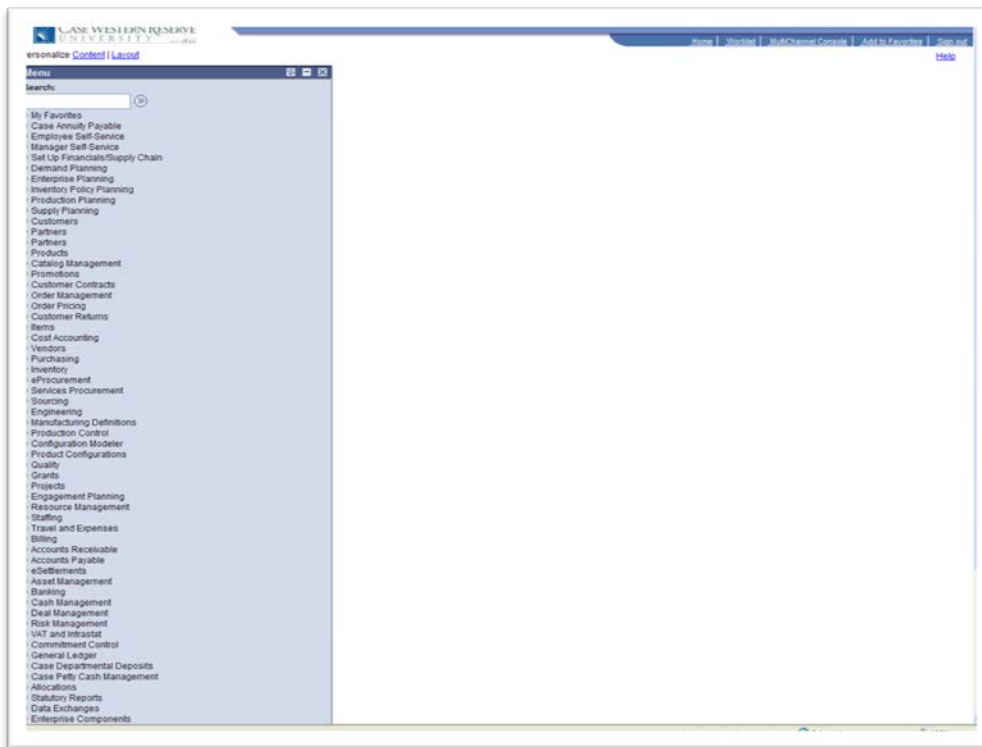 CASE WESTERN RESERVE
UNIVERSITY
Home | Worklist | MultiChannel Console | Add to Favorites | Sign out
ersonalize Content | Layout
Help
Menu
Search:
My Favorites
Case Annuity Payable
Employee Self-Service
Manager Self-Service
Set Up Financials/Supply Chain
Demand Planning
Enterprise Planning
Inventory Policy Planning
Production Planning
Supply Planning
Customers
Partners
Partners
Products
Catalog Management
Promotions
Customer Contracts
Order Management
Order Pricing
Customer Returns
Items
Cost Accounting
Vendors
Purchasing
Inventory
eProcurement
Services Procurement
Sourcing
Engineering
Manufacturing Definitions
Production Control
Configuration Modeler
Product Configurations
Quality
Grants
Projects
Engagement Planning
Resource Management
Staffing
Travel and Expenses
Billing
Accounts Receivable
Accounts Payable
eSettlements
Asset Management
Banking
Cash Management
Deal Management
Risk Management
VAT and Intrastat
Commitment Control
General Ledger
Case Departmental Deposits
Case Petty Cash Management
Allocations
Statutory Reports
Data Exchanges
Enterprise Components